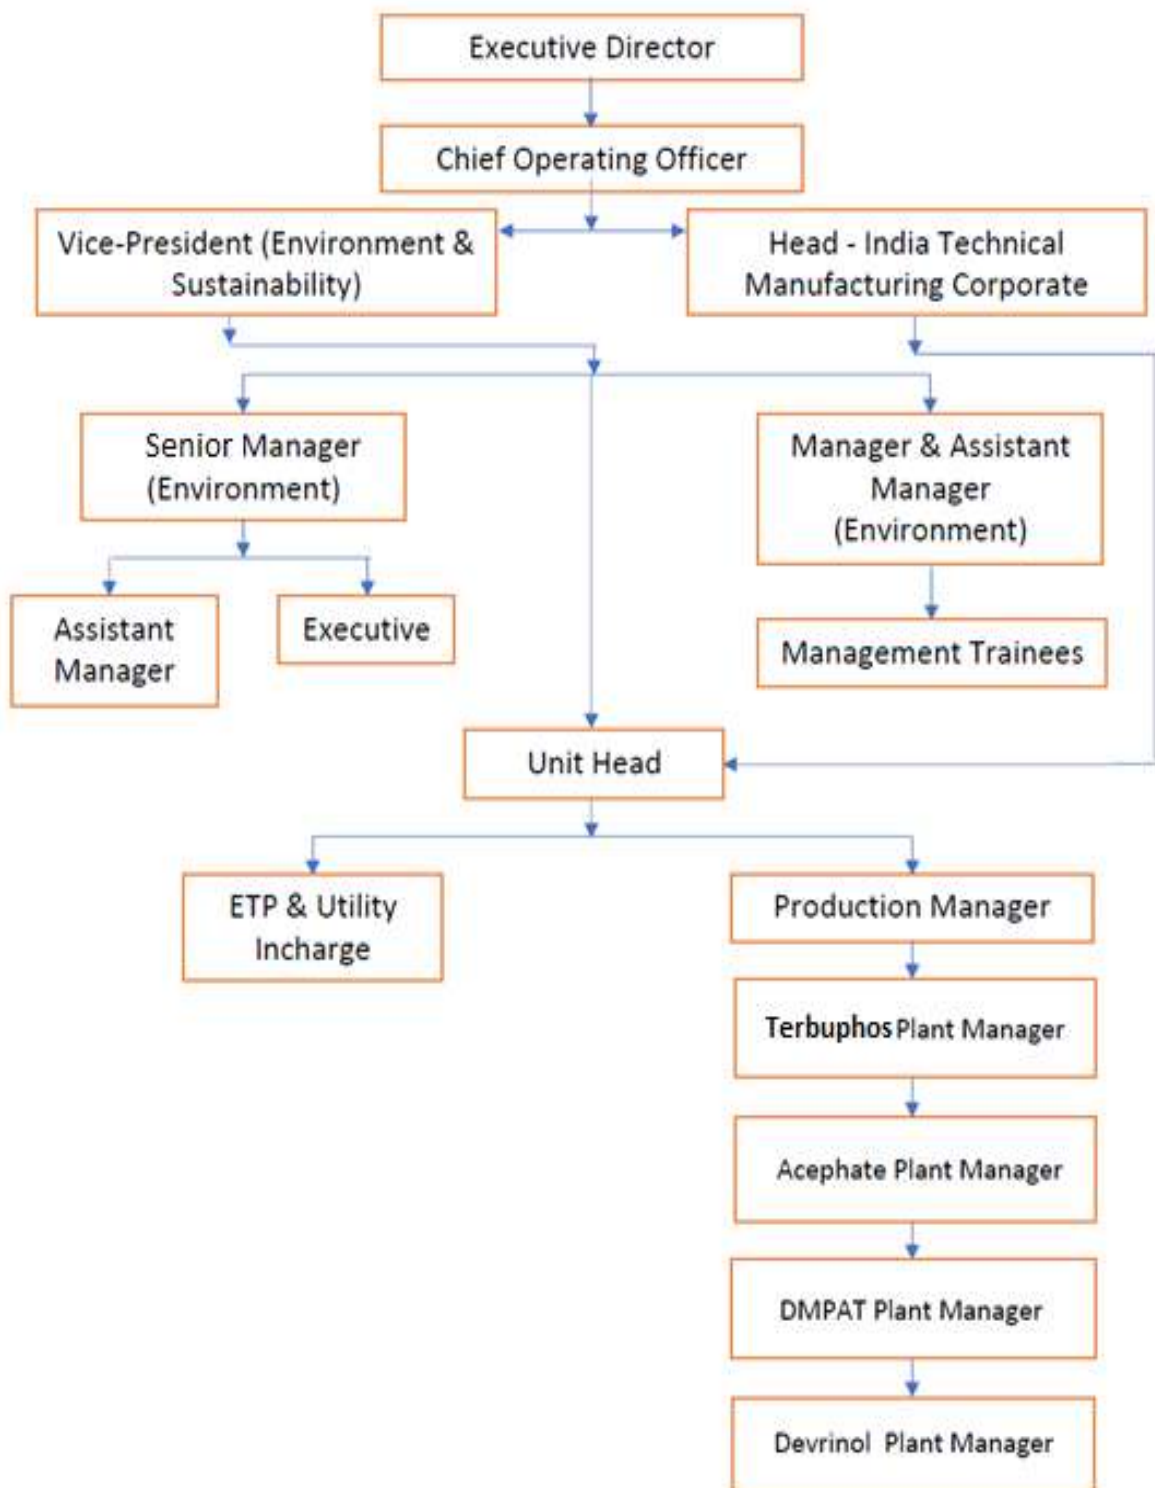 Executive Director
Chief Operating Officer
Vice-President (Environment &
Sustainability)
Head - India Technical
Manufacturing Corporate
Senior Manager
(Environment)
Manager & Assistant
Manager
(Environment)
Assistant
Manager
Executive
Management Trainees
Unit Head
ETP & Utility
Incharge
Production Manager
Terbuphos Plant Manager
Acephate Plant Manager
DMPAT Plant Manager
Devrinol Plant Manager